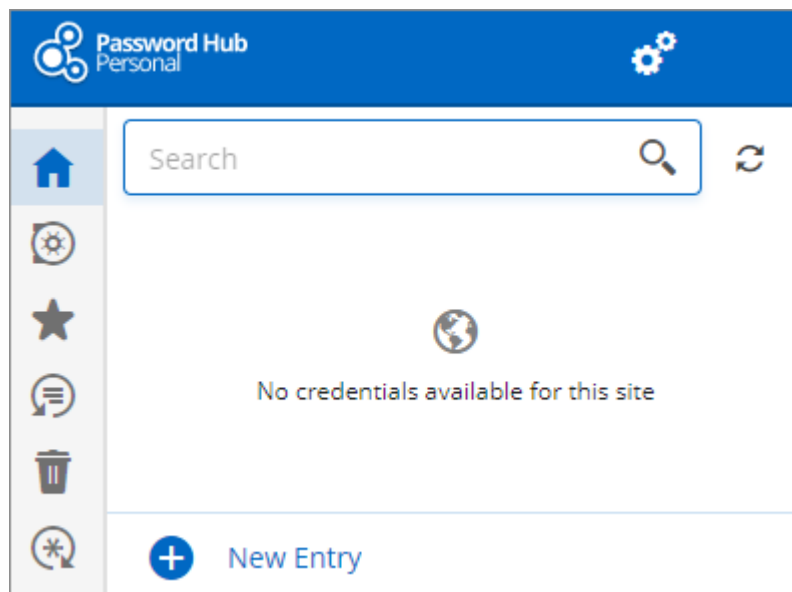 Password Hub
Personal
Search
No credentials available for this site
New Entry